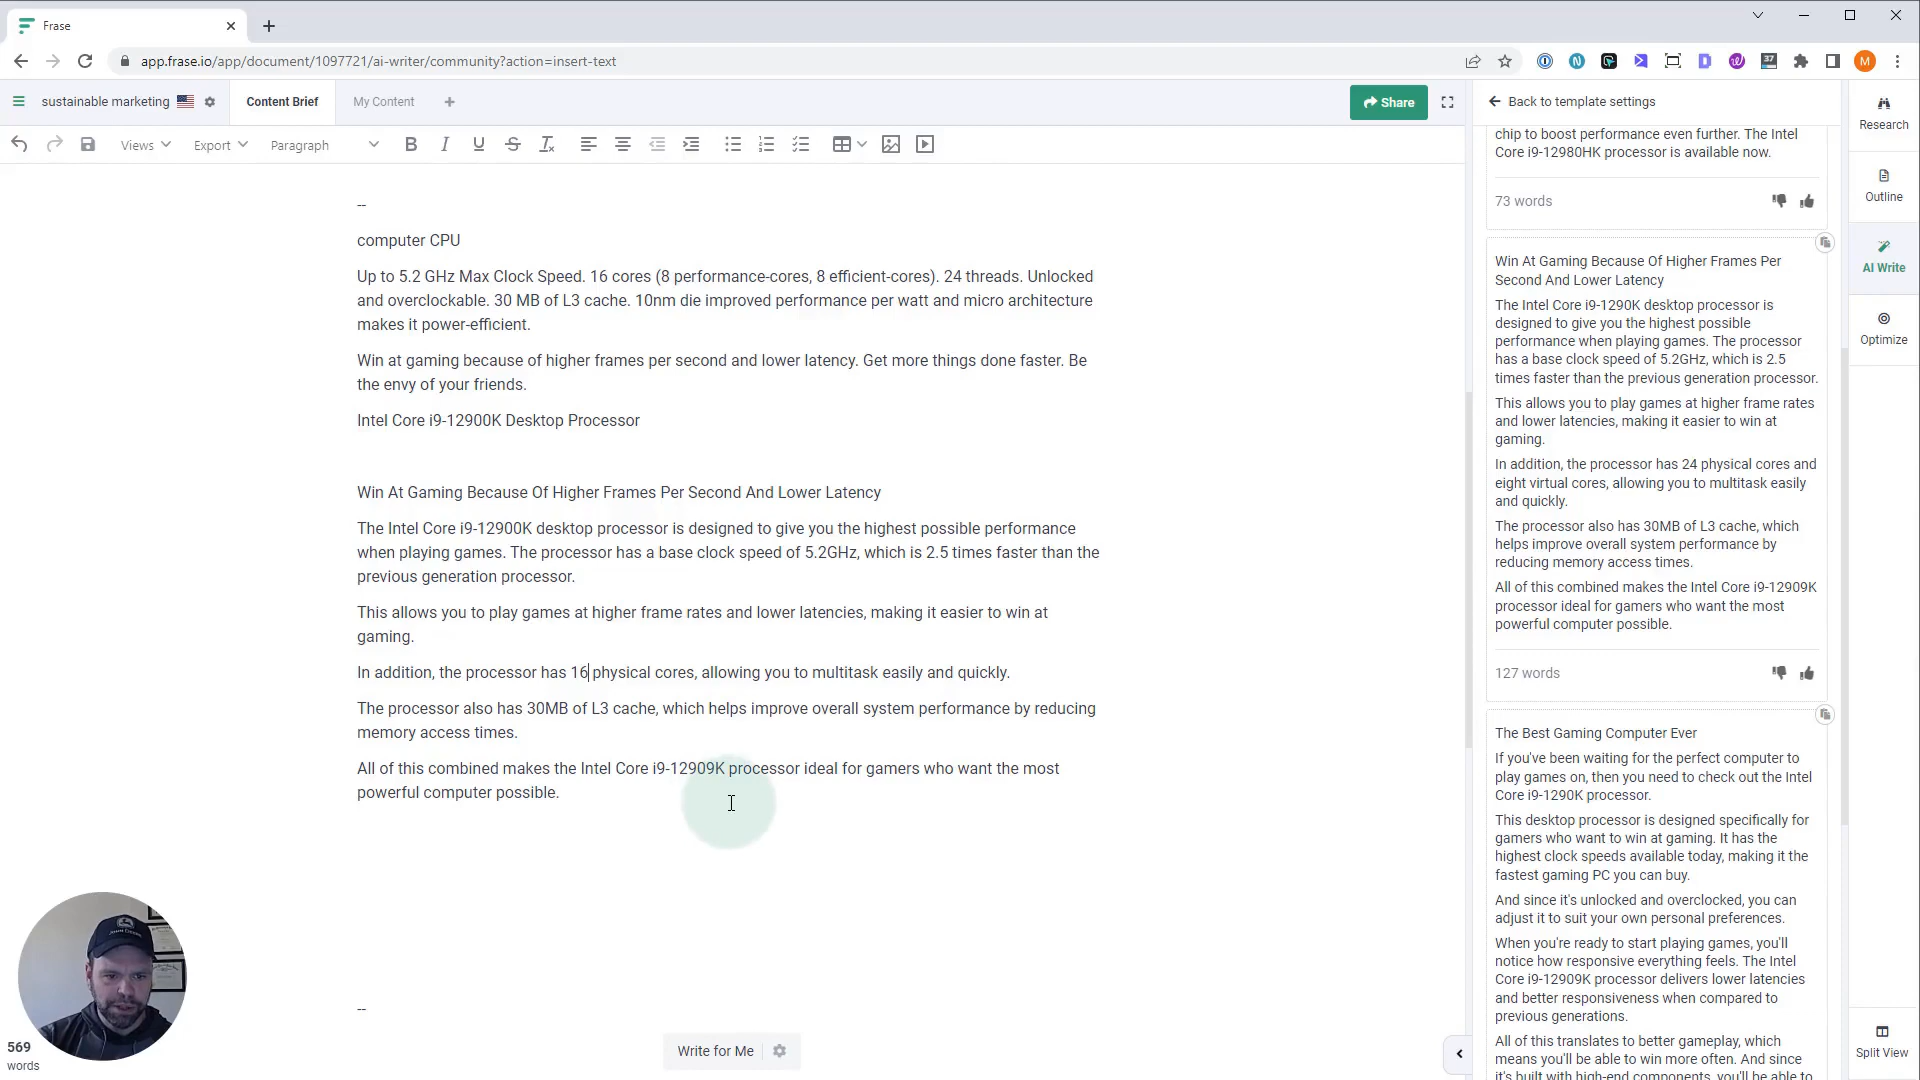 Frase
app.frase.io/app/document/1097721/ai-writer/community?action=insert-text
37
M
sustainable marketing
Content Brief
My Content
Share
Back to template settings
Research
Views
Export
Paragraph
B
I
U
S
chip to boost performance even further. The Intel
Core i9-12980HK processor is available now.
73 words
Outline
AI Write
Optimize
--
computer CPU
Up to 5.2 GHz Max Clock Speed. 16 cores (8 performance-cores, 8 efficient-cores). 24 threads. Unlocked
and overclockable. 30 MB of L3 cache. 10nm die improved performance per watt and micro architecture
makes it power-efficient.
Win at gaming because of higher frames per second and lower latency. Get more things done faster. Be
the envy of your friends.
Intel Core i9-12900K Desktop Processor
Win At Gaming Because Of Higher Frames Per Second And Lower Latency
The Intel Core i9-12900K desktop processor is designed to give you the highest possible performance
when playing games. The processor has a base clock speed of 5.2GHz, which is 2.5 times faster than the
previous generation processor.
This allows you to play games at higher frame rates and lower latencies, making it easier to win at
gaming.
In addition, the processor has 16 physical cores, allowing you to multitask easily and quickly.
The processor also has 30MB of L3 cache, which helps improve overall system performance by reducing
memory access times.
All of this combined makes the Intel Core i9-12909K processor ideal for gamers who want the most
powerful computer possible.
--
Write for Me
569
words
Win At Gaming Because Of Higher Frames Per
Second And Lower Latency
The Intel Core i9-1290K desktop processor is
designed to give you the highest possible
performance when playing games. The processor
has a base clock speed of 5.2GHz, which is 2.5
times faster than the previous generation processor.
This allows you to play games at higher frame rates
and lower latencies, making it easier to win at
gaming.
In addition, the processor has 24 physical cores and
eight virtual cores, allowing you to multitask easily
and quickly.
The processor also has 30MB of L3 cache, which
helps improve overall system performance by
reducing memory access times.
All of this combined makes the Intel Core i9-12909K
processor ideal for gamers who want the most
powerful computer possible.
127 words
The Best Gaming Computer Ever
If you've been waiting for the perfect computer to
play games on, then you need to check out the Intel
Core i9-1290K processor.
This desktop processor is designed specifically for
gamers who want to win at gaming. It has the
highest clock speeds available today, making it the
fastest gaming PC you can buy.
And since it's unlocked and overclocked, you can
adjust it to suit your own personal preferences.
When you're ready to start playing games, you'll
notice how responsive everything feels. The Intel
Core i9-12909K processor delivers lower latencies
and better responsiveness when compared to
previous generations.
All of this translates to better gameplay, which
means you'll be able to win more often. And since
it's built with high-end components, you'll be able to
Split View